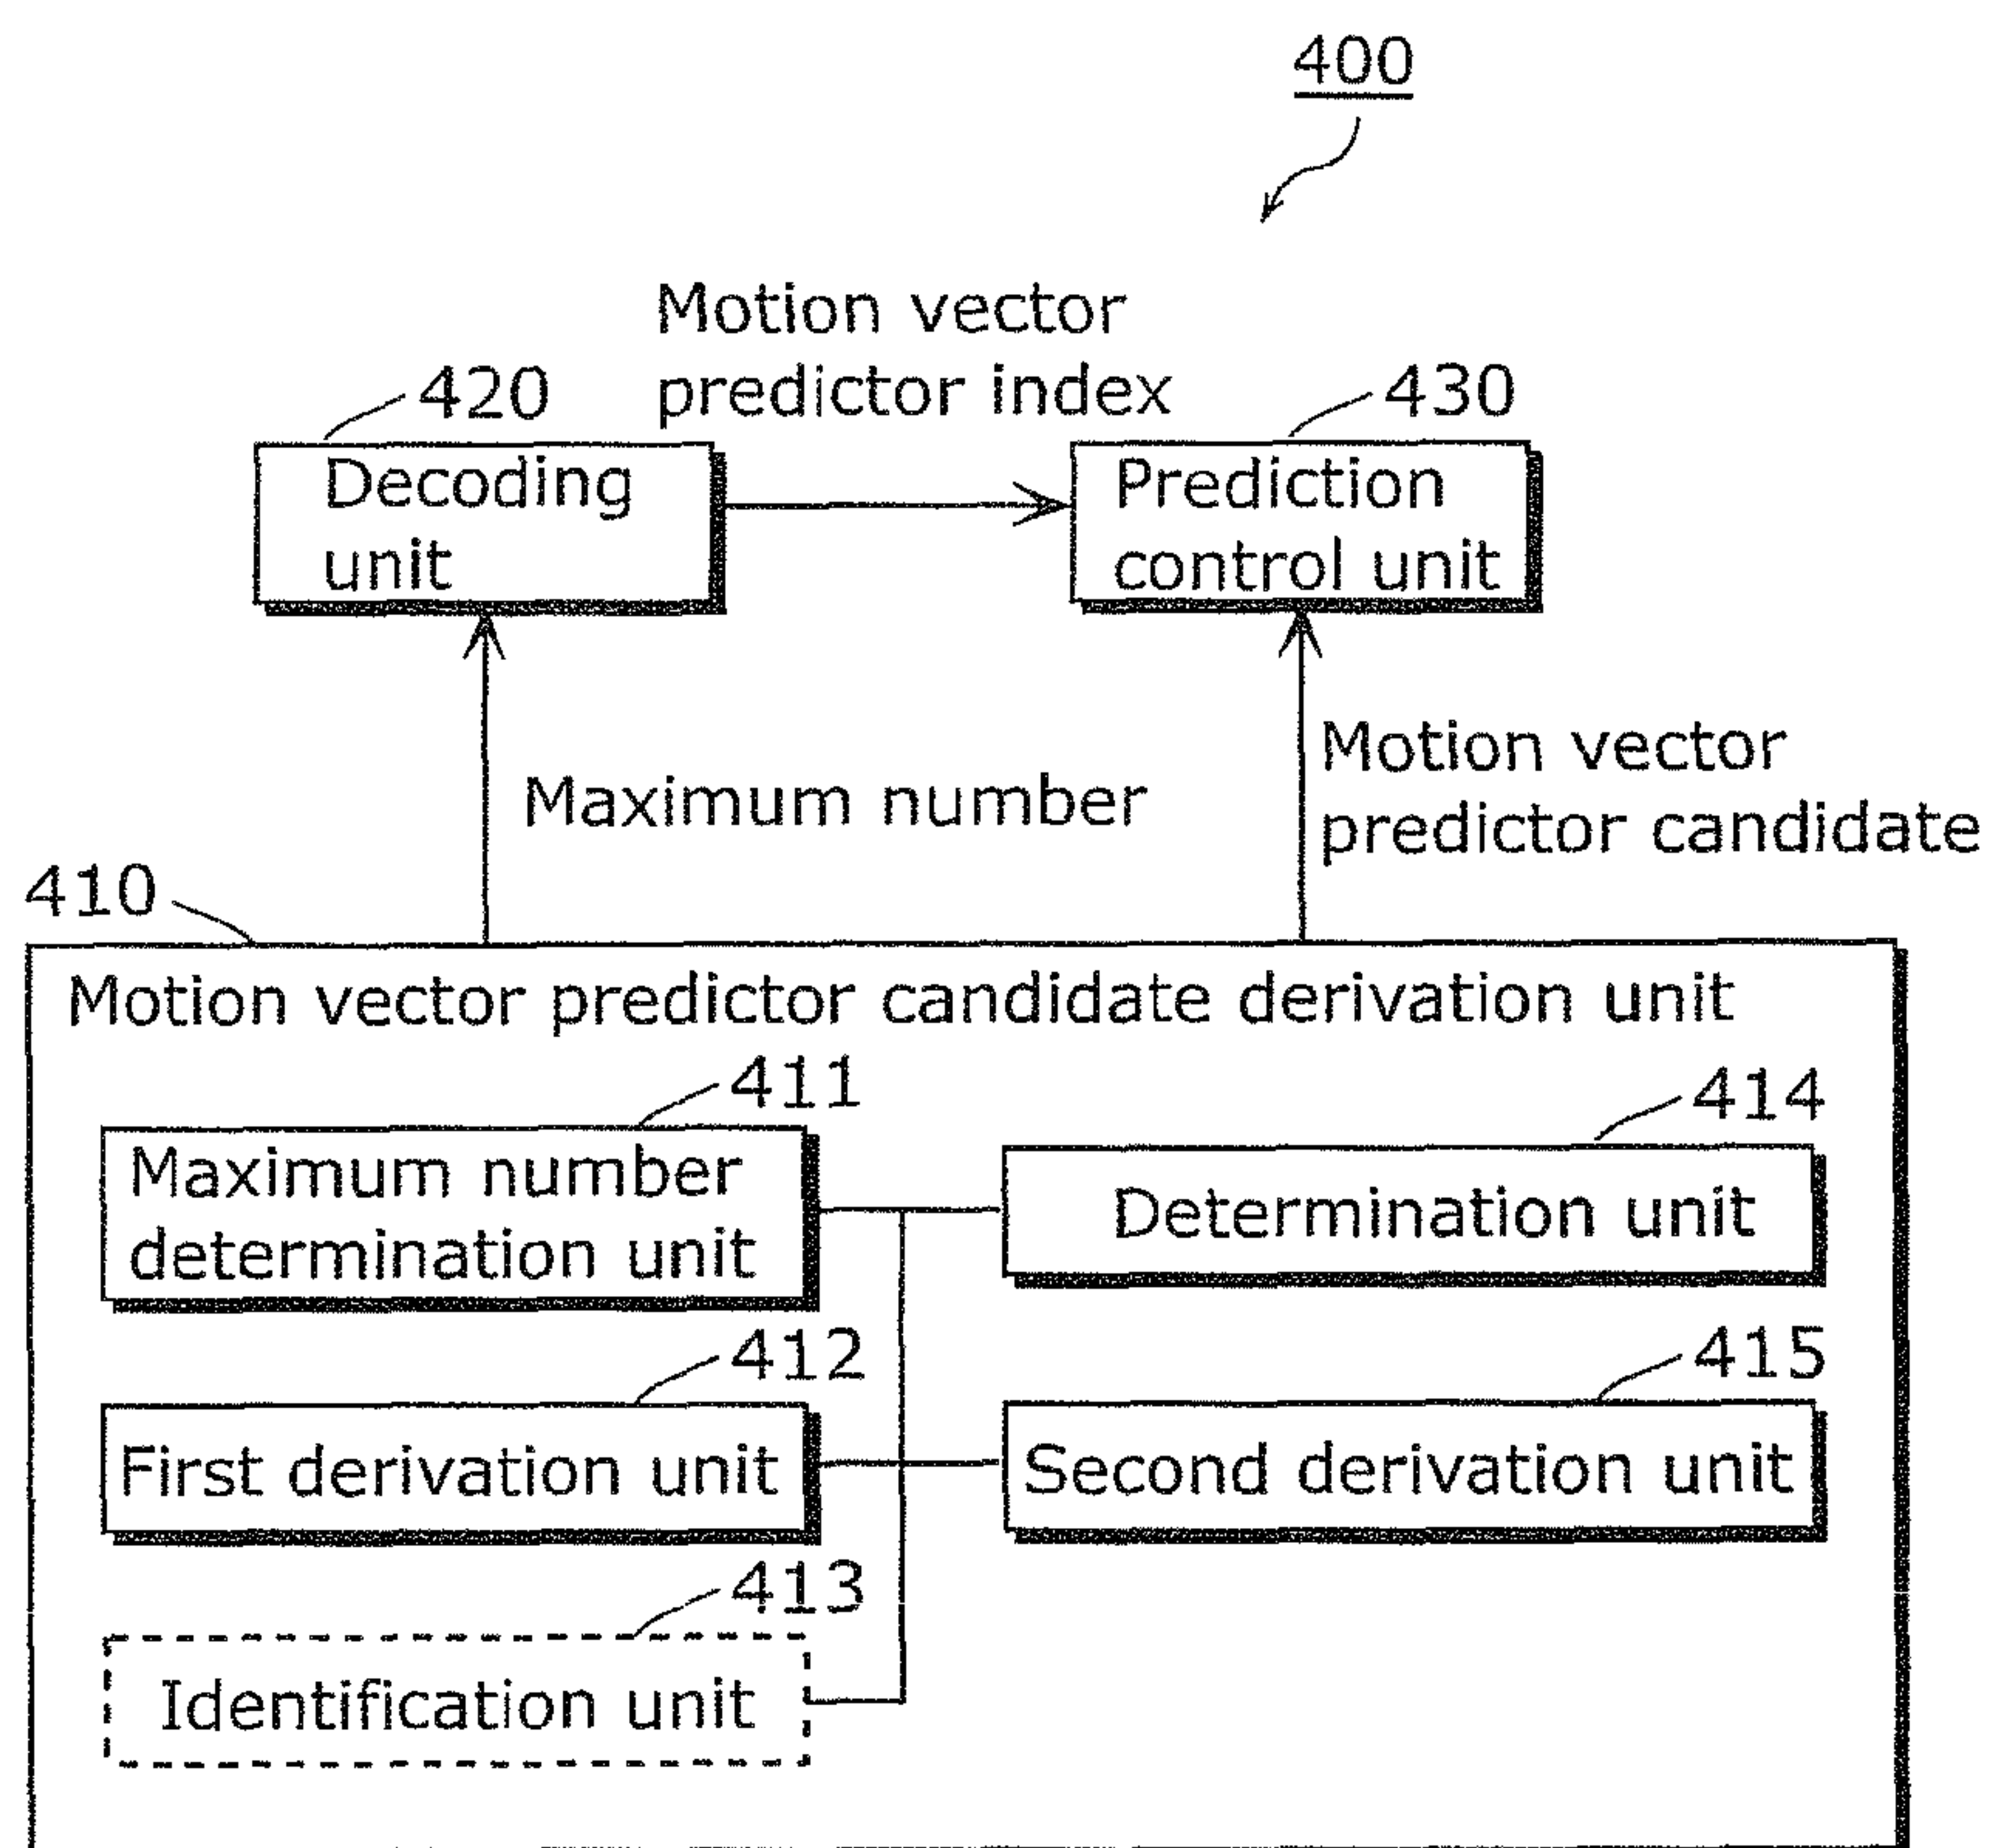 400
Motion vector
predictor index
420
430
Decoding
unit
Prediction
control unit
Maximum number
Motion vector
predictor candidate
410
Motion vector predictor candidate derivation unit
411
414
Maximum number
determination unit
Determination unit
412
415
First derivation unit
Second derivation unit
413
Identification unit